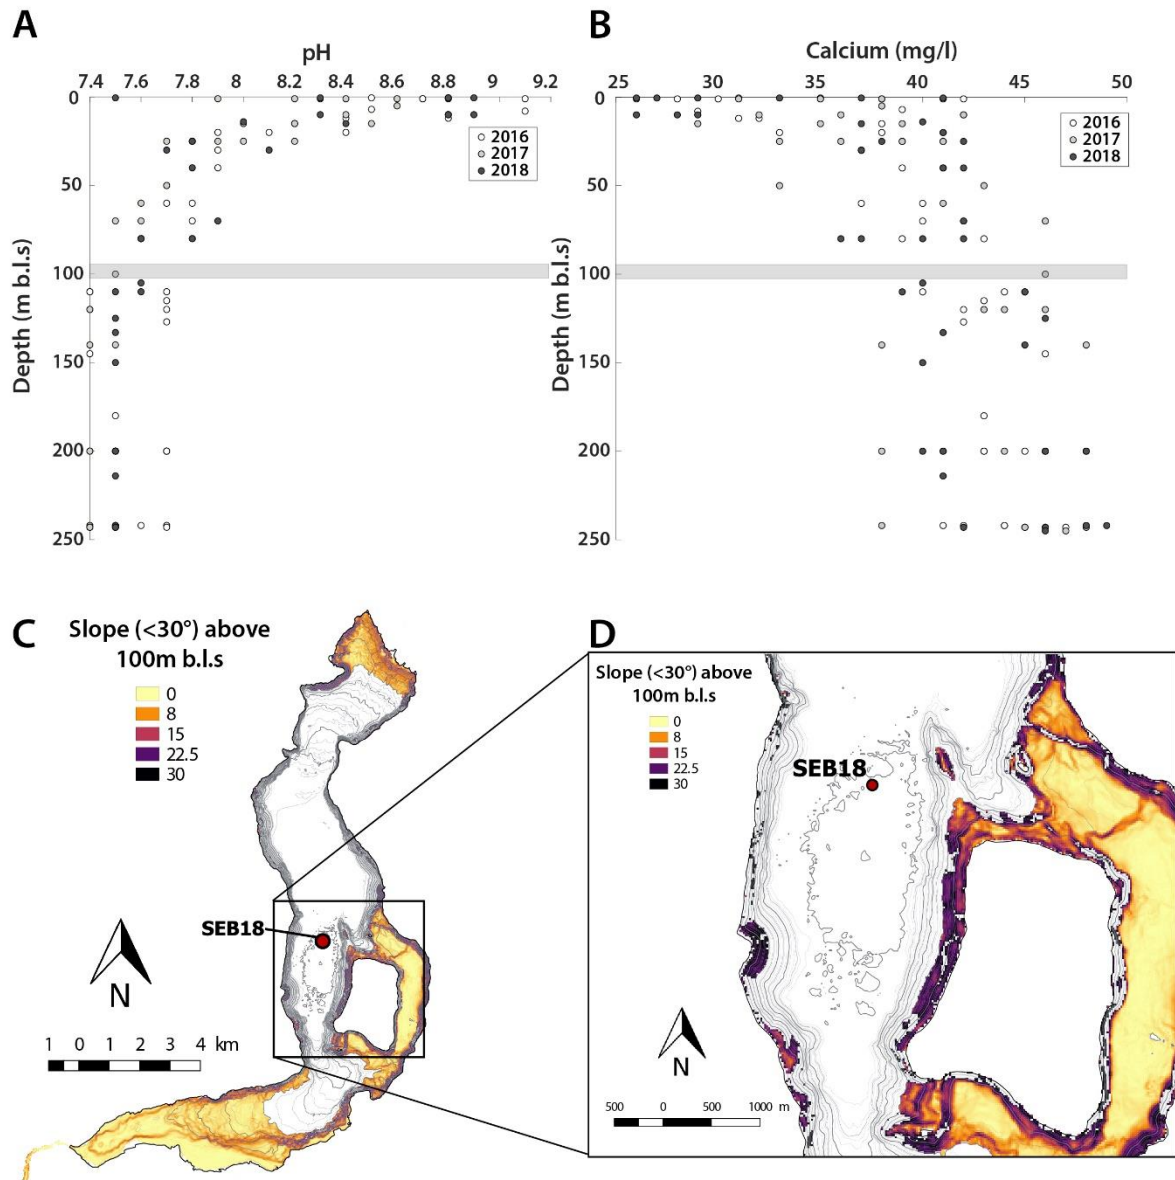 A
pH
7.4 7.6 7.8 8 8.2 8.4 8.6 8.8 9 9.2
0
50
100
150
200
250
Depth (m b.l.s)
2016
2017
2018
B
Calcium (mg/l)
25 30 35 40 45 50
0
50
100
150
200
250
Depth (m b.l.s)
2016
2017
2018
C
Slope (<30°) above
100m b.l.s
0
8
15
22.5
30
SEB18
N
1 0 1 2 3 4 km
D
Slope (<30°) above
100m b.l.s
0
8
15
22.5
30
SEB18
N
500 0 500 1000 m